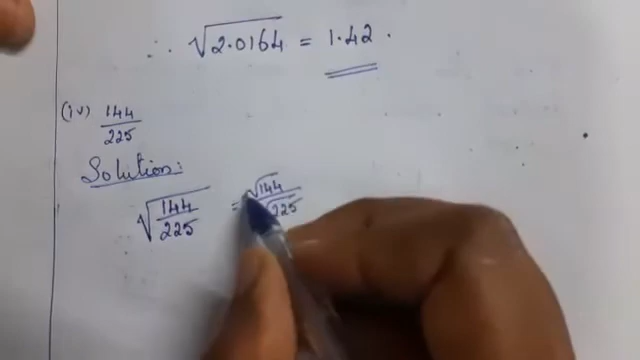 ∴ √2.0164 = 1.42.
(iv) 144/225
Solution:
√(144/225) = √144/√225